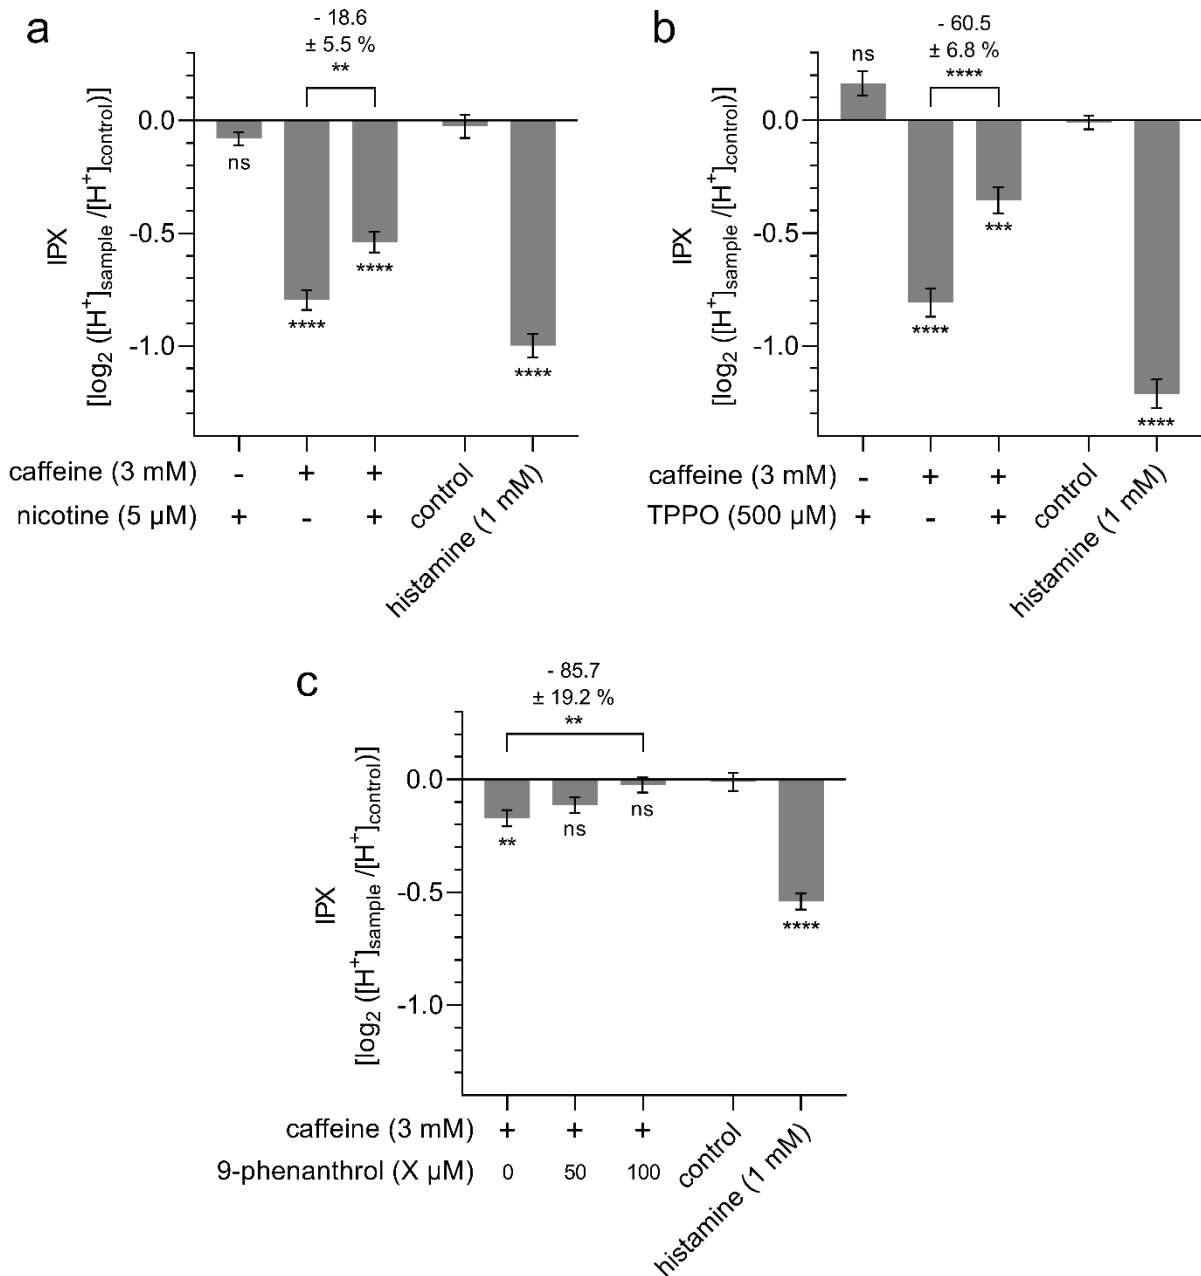 a
- 18.6
± 5.5 %
**
0.0
-0.5
-1.0
IPX
[log₂ ([H⁺]sample /[H⁺]control)]
ns
****
****
****
caffeine (3 mM) - + +
nicotine (5 µM) + - +
control
histamine (1 mM)
b
- 60.5
± 6.8 %
****
ns
0.0
-0.5
-1.0
IPX
[log₂ ([H⁺]sample /[H⁺]control)]
****
***
****
caffeine (3 mM) - + +
TPPO (500 µM) + - +
control
histamine (1 mM)
c
- 85.7
± 19.2 %
**
0.0
-0.5
-1.0
IPX
[log₂ ([H⁺]sample /[H⁺]control)]
**
ns
ns
****
caffeine (3 mM) + + +
9-phenanthrol (X µM) 0 50 100
control
histamine (1 mM)